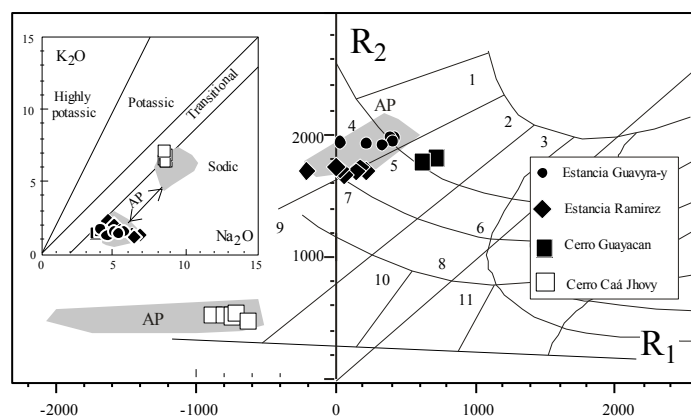 K2O
15
10
5
0
0
5
10
15
Highly
potassic
Potassic
Transitional
Sodic
AP
Na2O
R2
2000
1000
AP
1
2
3
4
5
6
7
8
9
10
11
Estancia Guavyra-y
Estancia Ramirez
Cerro Guayacan
Cerro Caá Jhovy
AP
R1
-2000
-1000
0
1000
2000